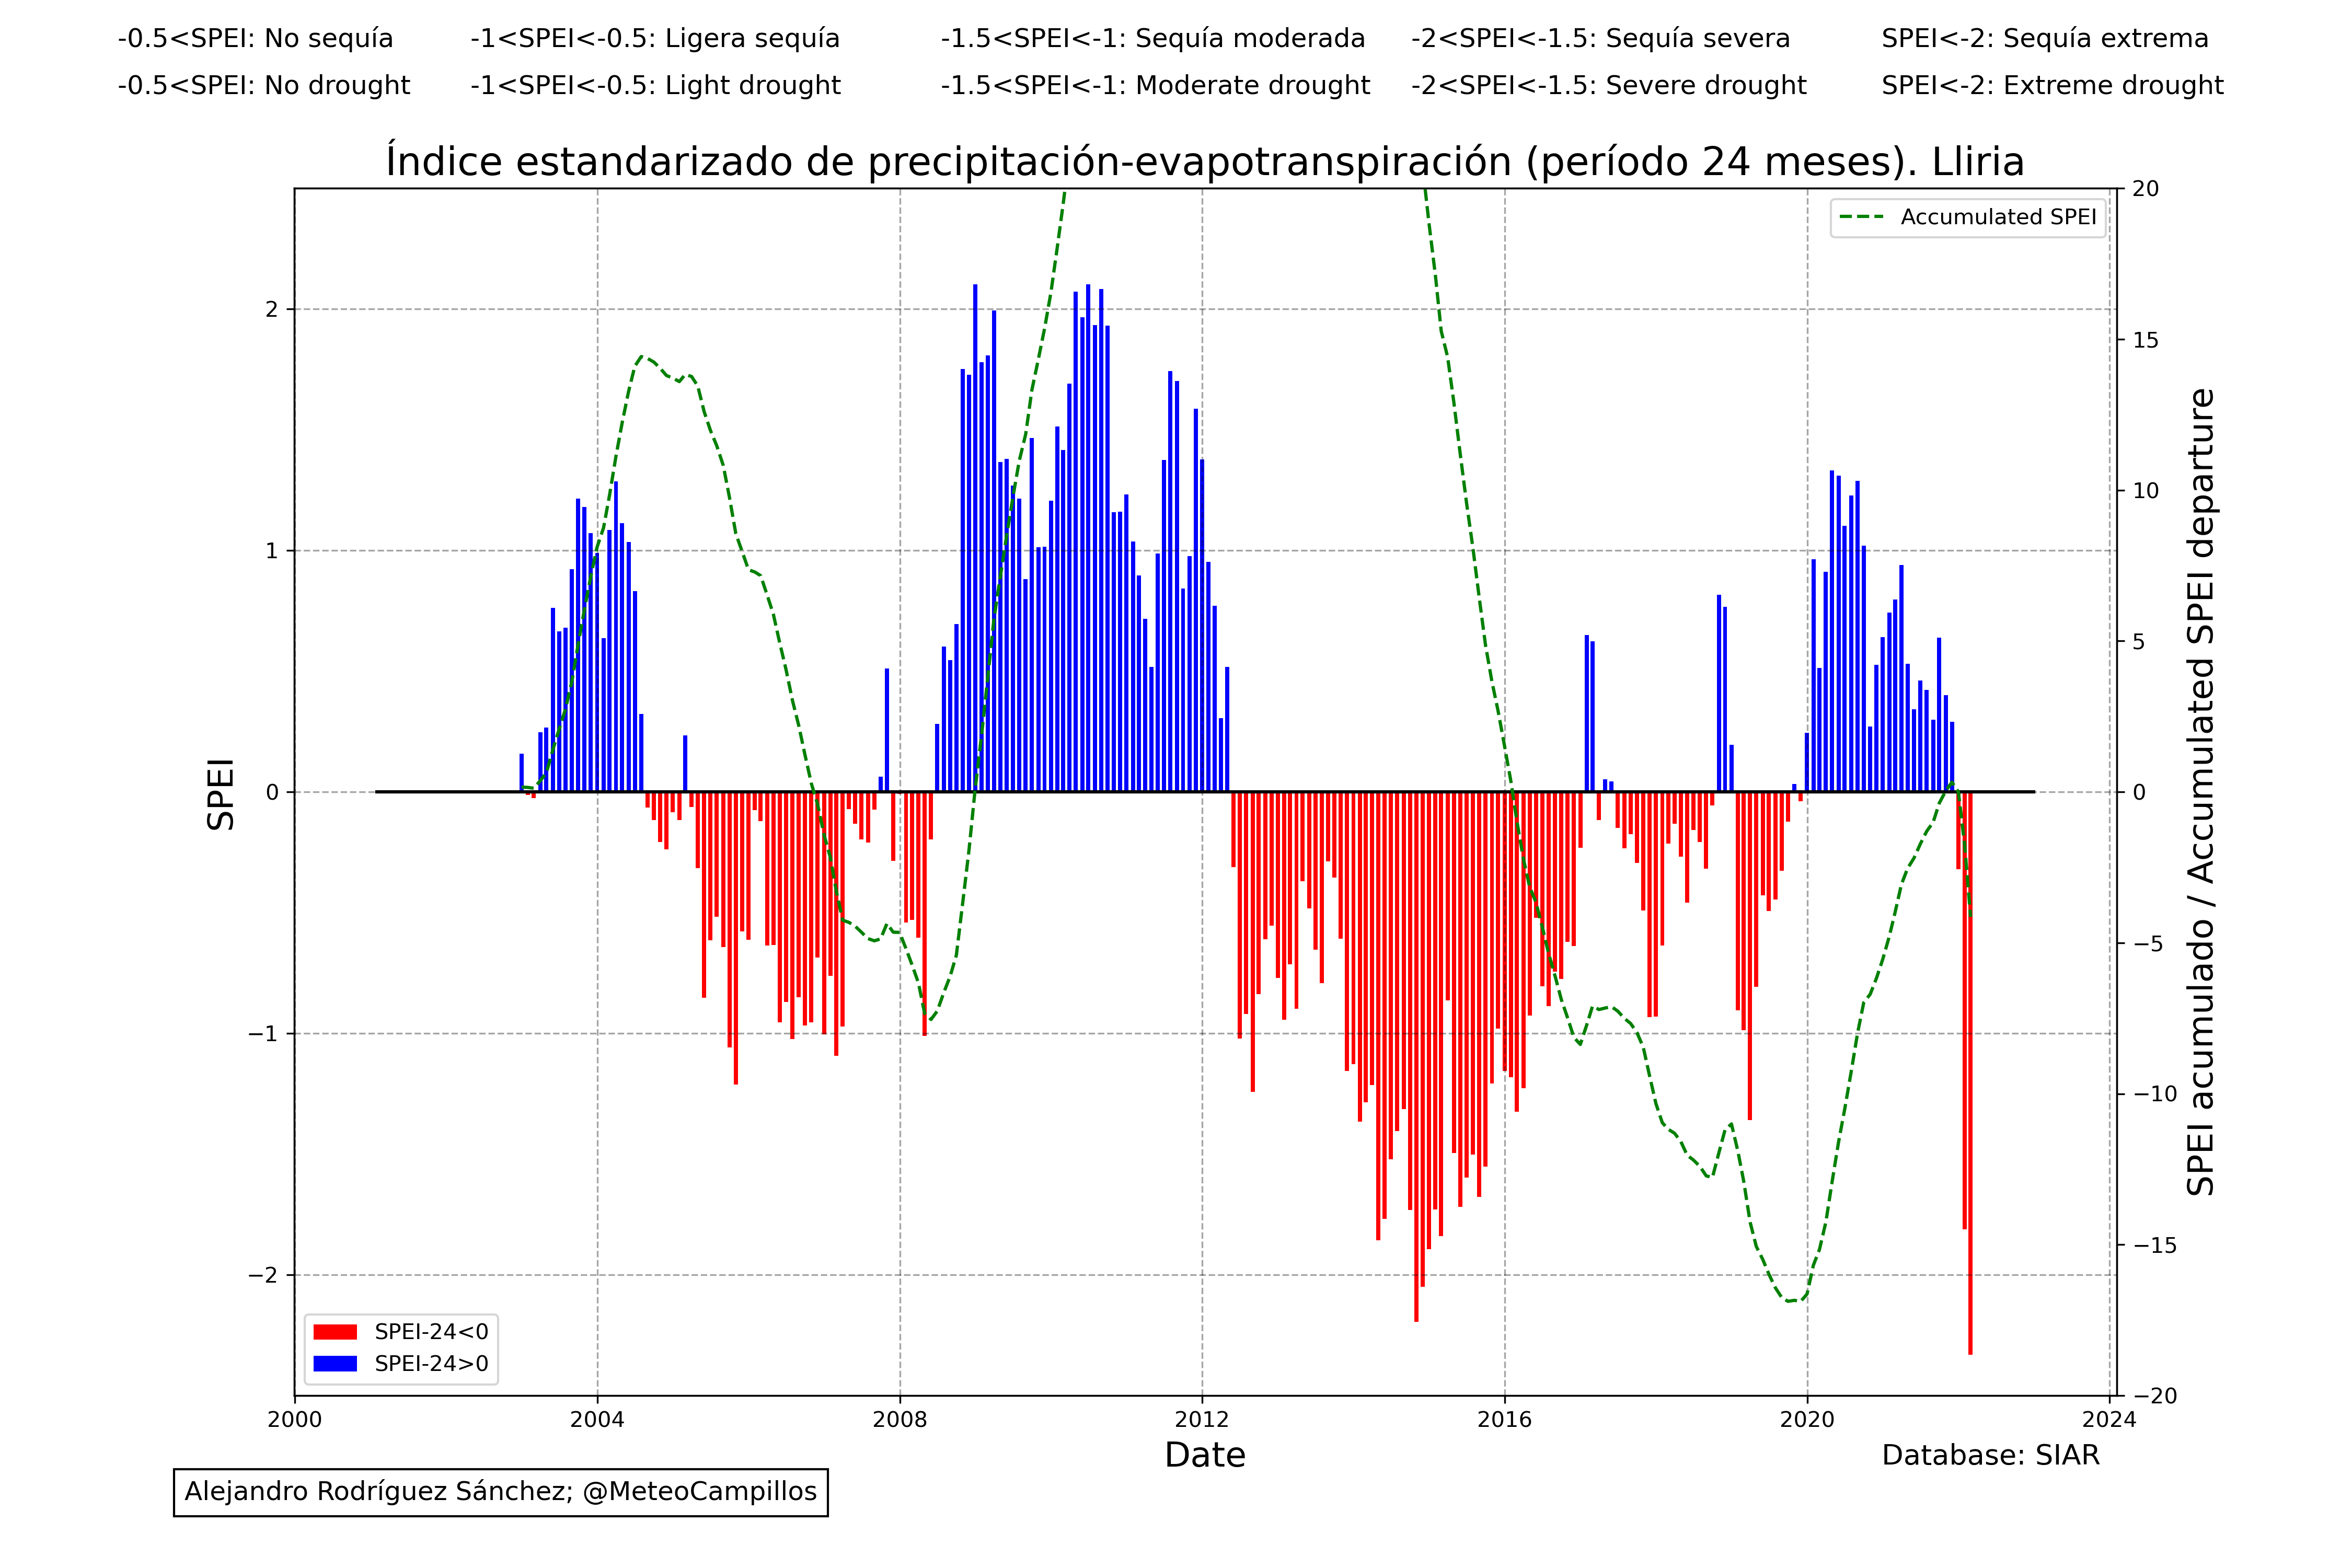 -0.5<SPEI: No sequía -1<SPEI<-0.5: Ligera sequía -1.5<SPEI<-1: Sequía moderada -2<SPEI<-1.5: Sequía severa SPEI<-2: Sequía extrema
-0.5<SPEI: No drought -1<SPEI<-0.5: Light drought -1.5<SPEI<-1: Moderate drought -2<SPEI<-1.5: Severe drought SPEI<-2: Extreme drought
Índice estandarizado de precipitación-evapotranspiración (período 24 meses). Lliria
Accumulated SPEI
SPEI
2
1
0
−1
−2
20
15
10
5
0
−5
−10
−15
−20
SPEI acumulado / Accumulated SPEI departure
SPEI-24<0
SPEI-24>0
2000 2004 2008 2012 2016 2020 2024
Date
Database: SIAR
Alejandro Rodríguez Sánchez; @MeteoCampillos